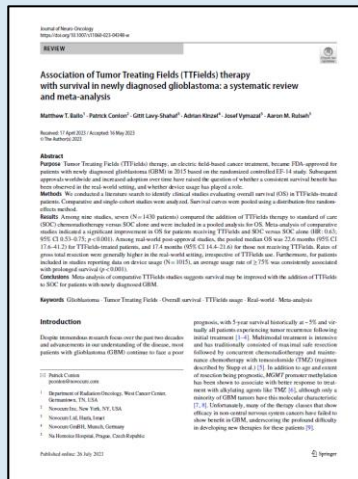 Journal of Neuro-Oncology
REVIEW
Association of Tumor Treating Fields (TTFields) therapy
with survival in newly diagnosed glioblastoma: a systematic review
and meta-analysis
Matthew T. Ballo · Patrick Conlon · Gitit Lavy-Shahaf · Adrian Kinzel · Josef Vymazal · Aaron M. Rulseh
Received: 17 April 2023 / Accepted: 16 May 2023
© The Author(s) 2023
Abstract
Purpose Tumor Treating Fields (TTFields) therapy, an electric field-based cancer treatment, became FDA-approved for
patients with newly diagnosed glioblastoma (GBM) in 2015 based on the randomized controlled EF-14 study. Subsequent
approvals worldwide and increased adoption over time have raised the question of whether a consistent survival benefit has
been observed in the real-world setting, and whether device usage has played a role.
Methods We conducted a literature search to identify clinical studies evaluating overall survival (OS) in TTFields-treated
patients. Comparative and single-cohort studies were analyzed. Survival curves were pooled using a distribution-free random-
effects method.
Results Among nine studies, seven (N=1430 patients) compared the addition of TTFields therapy to standard of care
(SOC) chemoradiotherapy versus SOC alone and were included in a pooled analysis for OS. Meta-analysis of comparative
studies indicated a significant improvement in OS for patients receiving TTFields and SOC versus SOC alone (HR: 0.63;
95% CI 0.53–0.75; p<0.001). Among real-world post-approval studies, the pooled median OS was 22.6 months (95% CI
17.6–41.2) for TTFields-treated patients, and 17.4 months (95% CI 14.4–21.6) for those not receiving TTFields. Rates of
gross total resection were generally higher in the real-world setting, irrespective of TTFields use. Furthermore, for patients
included in studies reporting data on device usage (N=1015), an average usage rate of ≥75% was consistently associated
with prolonged survival (p<0.001).
Conclusions Meta-analysis of comparative TTFields studies suggests survival may be improved with the addition of TTFields
to SOC for patients with newly diagnosed GBM.
Keywords Glioblastoma · Tumor Treating Fields · Overall survival · TTFields usage · Real-world · Meta-analysis
Introduction
Despite tremendous research focus over the past two decades
and advancements in our understanding of the disease, most
patients with glioblastoma (GBM) continue to face a poor
Patrick Conlon
Department of Radiation Oncology, West Cancer Center,
Germantown, TN, USA
Novocure Inc, New York, NY, USA
Novocure Ltd, Haifa, Israel
Novocure GmbH, Munich, Germany
Na Homolce Hospital, Prague, Czech Republic
prognosis, with 5-year survival historically at ~5% and vir-
tually all patients experiencing tumor recurrence following
initial treatment [1–4]. Multimodal treatment is intensive
and has traditionally consisted of maximal safe resection
followed by concurrent chemoradiotherapy and mainte-
nance chemotherapy with temozolomide (TMZ) regimen
described by Stupp et al [5]. In addition to age and extent
of resection being prognostic, MGMT promoter methylation
has been shown to associate with better response to treat-
ment with alkylating agents like TMZ [6], although only a
minority of GBM tumors have this molecular characteristic
[7, 8]. Unfortunately, many of the therapy classes that show
efficacy in non-central nervous system cancers have failed to
show benefit in GBM, underscoring the profound difficulty
in developing new therapies for these patients [9].
Published online: 26 July 2023
Springer